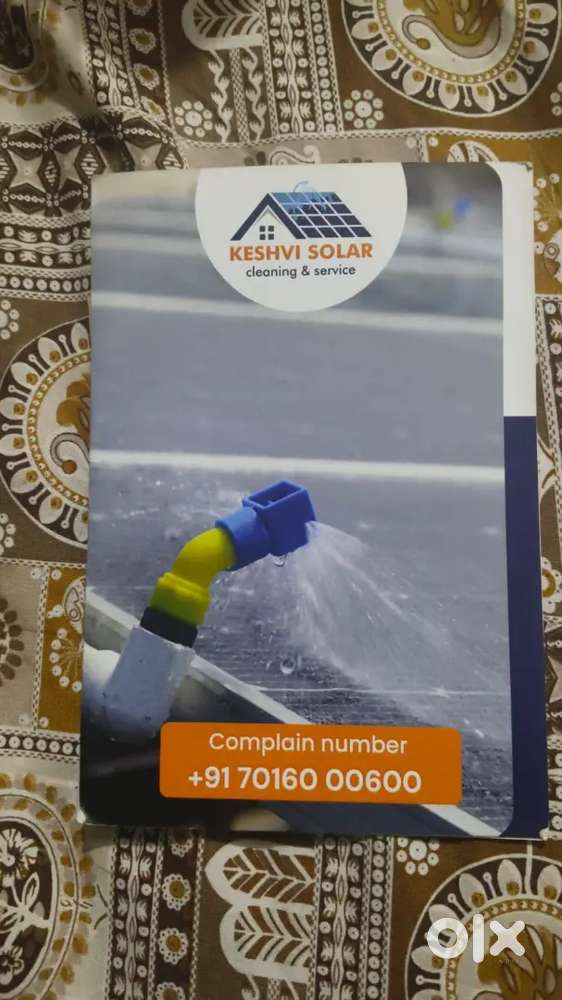 KESHVI SOLAR
cleaning & service
Complain number
+91 70160 00600
olx